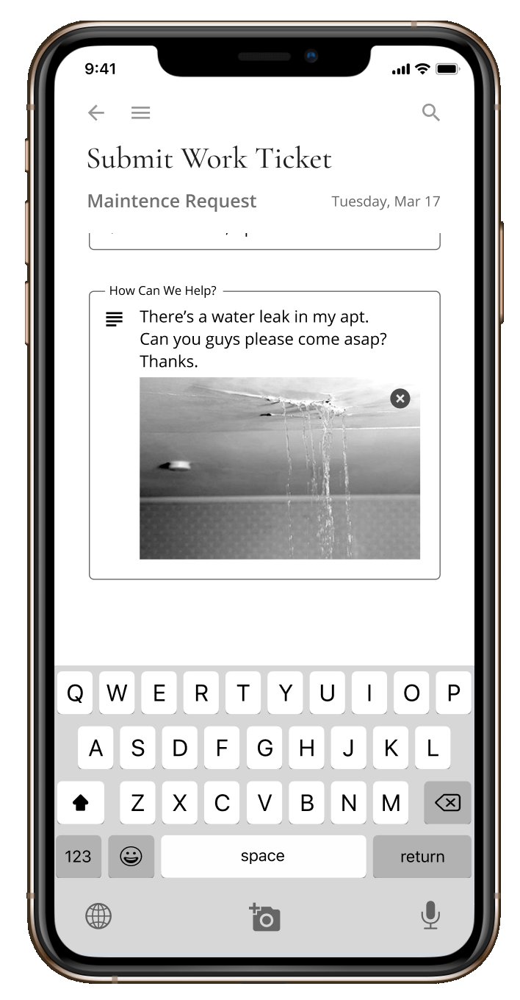 9:41
Submit Work Ticket
Maintence Request
Tuesday, Mar 17
How Can We Help?
There’s a water leak in my apt.
Can you guys please come asap?
Thanks.
Q W E R T Y U I O P
A S D F G H J K L
Z X C V B N M
123 space return